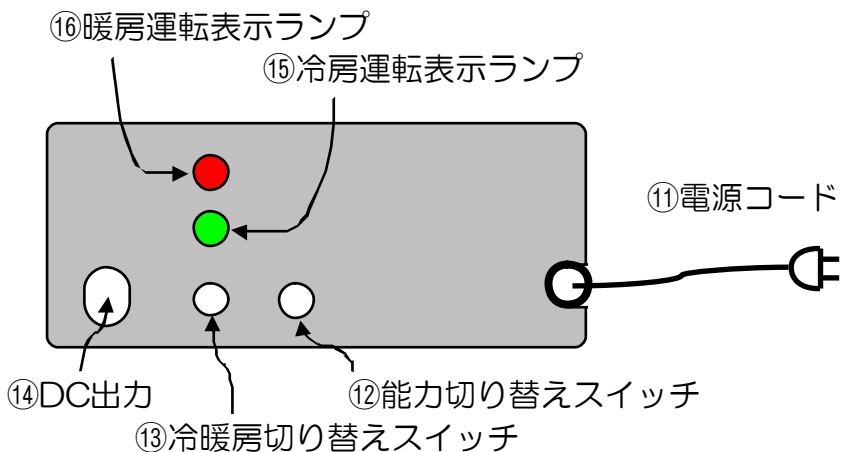 ⑯暖房運転表示ランプ
⑮冷房運転表示ランプ
⑪電源コード
⑭DC出力
⑫能力切り替えスイッチ
⑬冷暖房切り替えスイッチ